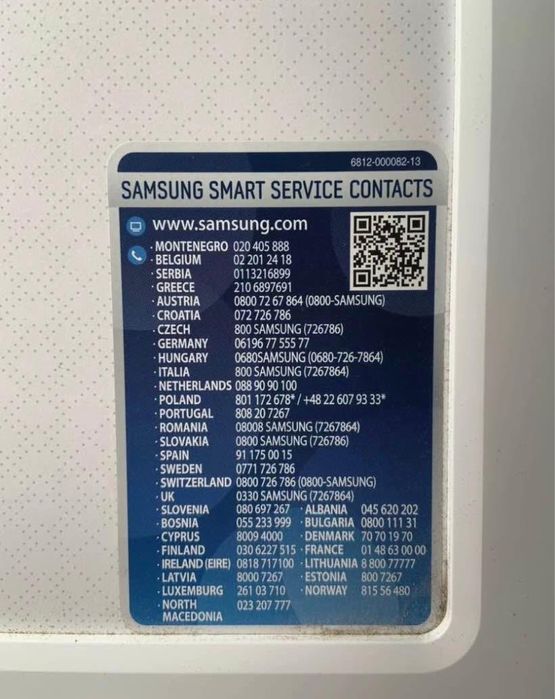 6812-000082-13
SAMSUNG SMART SERVICE CONTACTS
www.samsung.com
· MONTENEGRO 020 405 888
· BELGIUM 02 201 24 18
· SERBIA 0113216899
· GREECE 210 6897691
· AUSTRIA 0800 72 67 864 (0800-SAMSUNG)
· CROATIA 072 726 786
· CZECH 800 SAMSUNG (726786)
· GERMANY 06196 77 555 77
· HUNGARY 0680SAMSUNG (0680-726-7864)
· ITALIA 800 SAMSUNG (7267864)
· NETHERLANDS 088 90 90 100
· POLAND 801 172 678* / +48 22 607 93 33*
· PORTUGAL 808 20 7267
· ROMANIA 08008 SAMSUNG (7267864)
· SLOVAKIA 0800 SAMSUNG (726786)
· SPAIN 91 175 00 15
· SWEDEN 0771 726 786
· SWITZERLAND 0800 726 786 (0800-SAMSUNG)
· UK 0330 SAMSUNG (7267864)
· SLOVENIA 080 697 267 · ALBANIA 045 620 202
· BOSNIA 055 233 999 · BULGARIA 0800 111 31
· CYPRUS 8009 4000 · DENMARK 70 70 19 70
· FINLAND 030 6227 515 · FRANCE 01 48 63 00 00
· IRELAND (EIRE) 0818 717100 · LITHUANIA 8 800 77777
· LATVIA 8000 7267 · ESTONIA 800 7267
· LUXEMBURG 261 03 710 · NORWAY 815 56 480
· NORTH 023 207 777
MACEDONIA